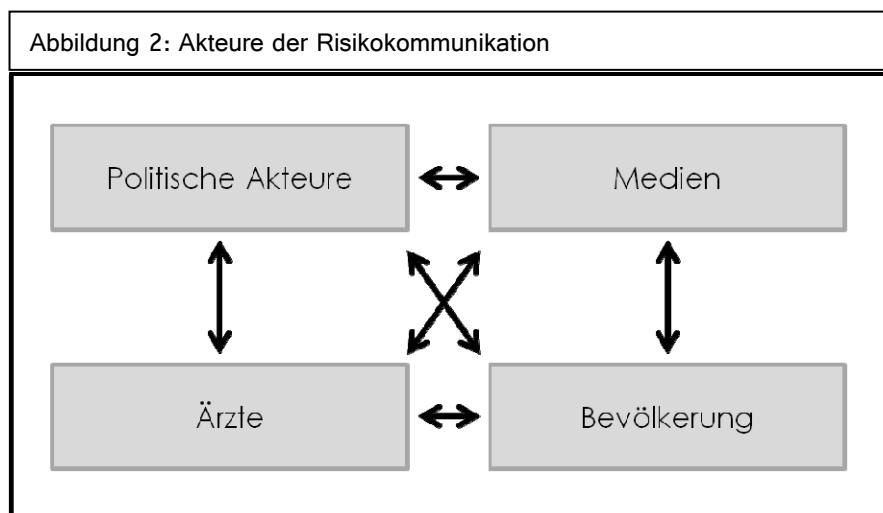 Abbildung 2: Akteure der Risikokommunikation
Politische Akteure
Medien
Ärzte
Bevölkerung